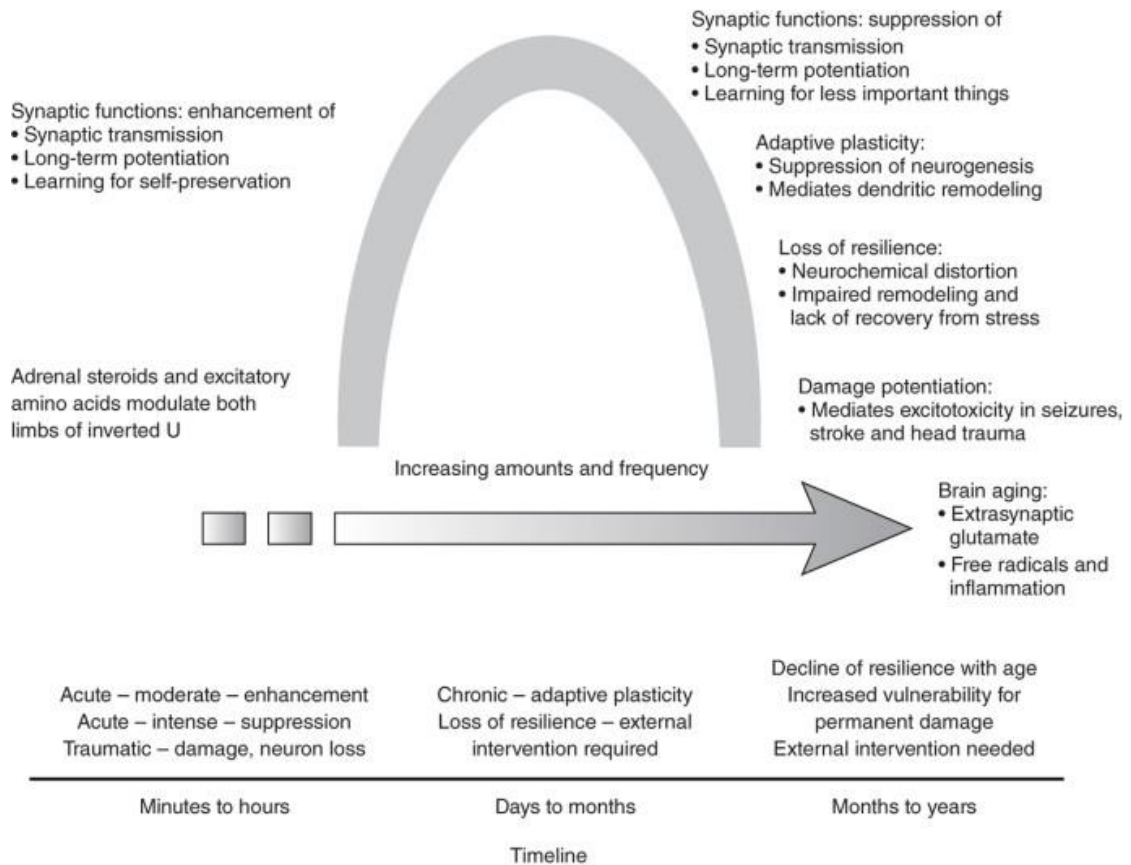 Synaptic functions: enhancement of
• Synaptic transmission
• Long-term potentiation
• Learning for self-preservation
Adrenal steroids and excitatory
amino acids modulate both
limbs of inverted U
Synaptic functions: suppression of
• Synaptic transmission
• Long-term potentiation
• Learning for less important things
Adaptive plasticity:
• Suppression of neurogenesis
• Mediates dendritic remodeling
Loss of resilience:
• Neurochemical distortion
• Impaired remodeling and
lack of recovery from stress
Damage potentiation:
• Mediates excitotoxicity in seizures,
stroke and head trauma
Increasing amounts and frequency
Brain aging:
• Extrasynaptic
glutamate
• Free radicals and
inflammation
Acute – moderate – enhancement
Acute – intense – suppression
Traumatic – damage, neuron loss
Chronic – adaptive plasticity
Loss of resilience – external
intervention required
Decline of resilience with age
Increased vulnerability for
permanent damage
External intervention needed
Minutes to hours
Days to months
Months to years
Timeline